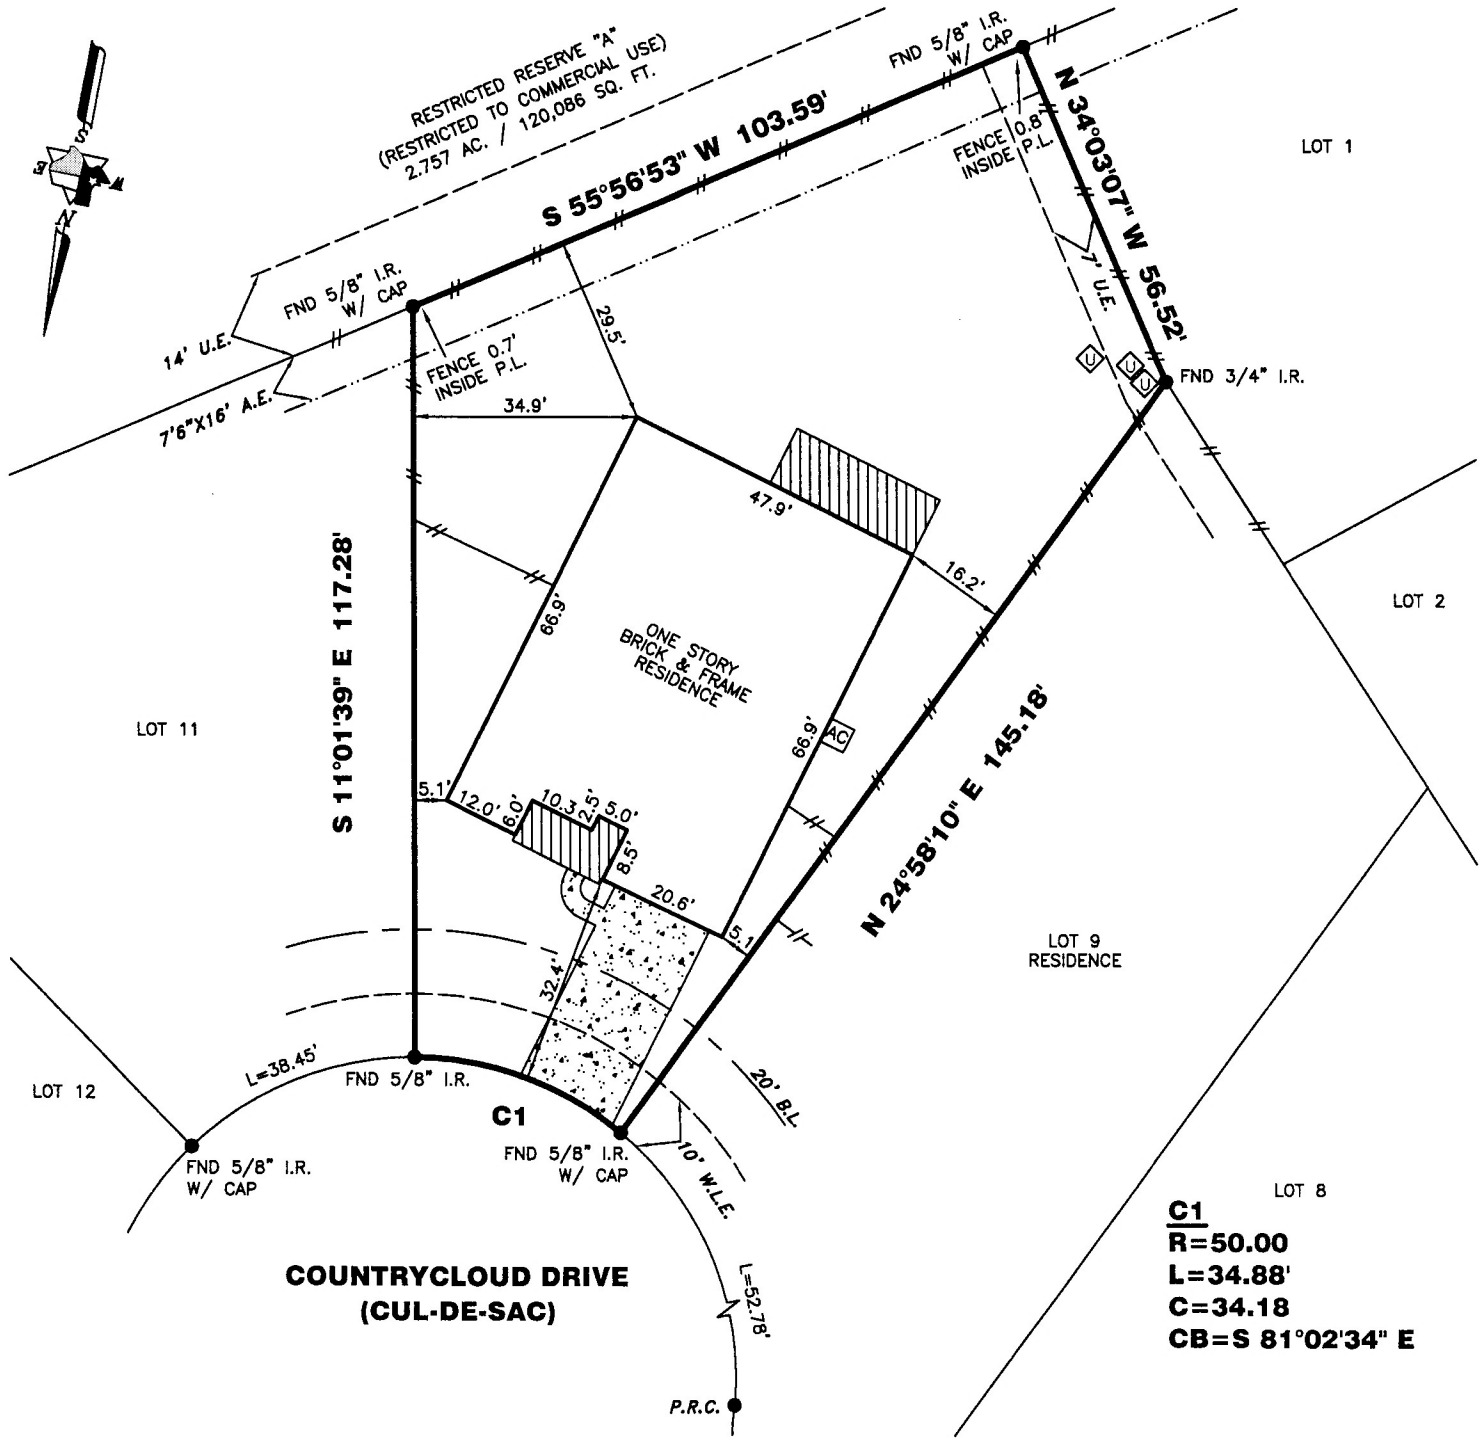 S
E
W
N
RESTRICTED RESERVE "A"
(RESTRICTED TO COMMERCIAL USE)
2.757 AC. / 120,086 SQ. FT.
FND 5/8" I.R.
W/ CAP
S 55°56'53" W 103.59'
N 34°03'07" W 56.52'
FENCE 0.8'
INSIDE P.L.
LOT 1
FND 5/8" I.R.
W/ CAP
14' U.E.
7'6"X16' A.E.
FENCE 0.7'
INSIDE P.L.
29.5'
7' U.E.
U
U
U
FND 3/4" I.R.
34.9'
47.9'
16.2'
LOT 2
66.9'
ONE STORY
BRICK & FRAME
RESIDENCE
S 11°01'39" E 117.28'
LOT 11
66.9'
AC
N 24°58'10" E 145.18'
5.1'
12.0'
6.0'
10.3
2.5'
5.0'
8.5'
20.6'
5.1
LOT 9
RESIDENCE
32.4'
LOT 12
L=38.45'
FND 5/8" I.R.
C1
20' B.L.
FND 5/8" I.R.
W/ CAP
FND 5/8" I.R.
W/ CAP
10' W.L.E.
LOT 8
COUNTRYCLOUD DRIVE
(CUL-DE-SAC)
L=52.78'
P.R.C.
C1
R=50.00
L=34.88'
C=34.18
CB=S 81°02'34" E